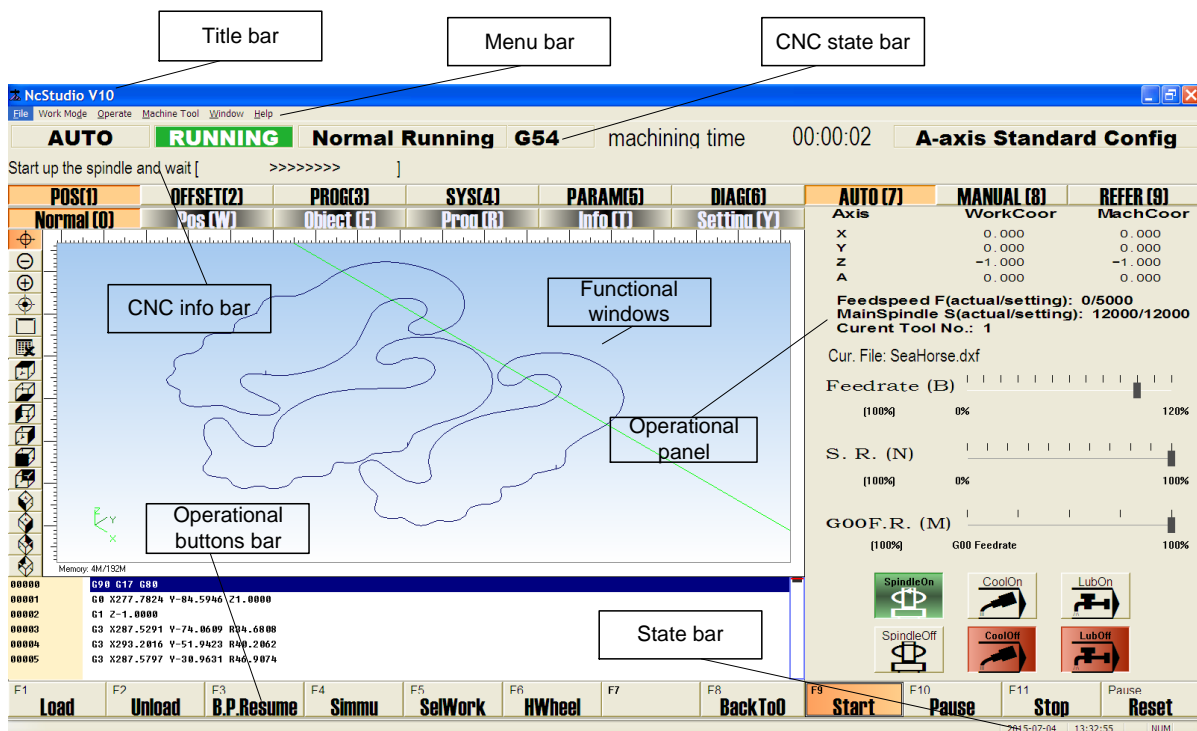 Title bar
Menu bar
CNC state bar
NcStudio V10
File Work Mode Operate Machine Tool Window Help
AUTO RUNNING Normal Running G54 machining time 00:00:02 A-axis Standard Config
Start up the spindle and wait [ >>>>>>>> ]
POS(1) OFFSET(2) PROG(3) SYS(4) PARAM(5) DIAG(6) AUTO (7) MANUAL (8) REFER (9)
Normal (Q) Pos (W) Object (E) Prog (R) Info (T) Setting (Y)
Axis WorkCoor MachCoor
X 0.000 0.000
Y 0.000 0.000
Z -1.000 -1.000
A 0.000 0.000
CNC info bar
Functional
windows
Feedspeed F(actual/setting): 0/5000
MainSpindle S(actual/setting): 12000/12000
Curent Tool No.: 1
Cur. File: SeaHorse.dxf
Feedrate (B)
(100%) 0% 120%
Operational
panel
S. R. (N)
(100%) 0% 100%
G00F.R. (M)
(100%) G00 Feedrate 100%
Operational
buttons bar
Z Y
X
Memory: 4M/192M
00000 G90 G17 G80
00001 G0 X277.7824 Y-84.5946 Z1.0000
00002 G1 Z-1.0000
00003 G3 X287.5291 Y-74.0609 R34.6808
00004 G3 X293.2016 Y-51.9423 R40.2062
00005 G3 X287.5797 Y-30.9631 R46.9074
State bar
SpindleOn CoolOn LubOn
SpindleOff CoolOff LubOff
F1 F2 F3 F4 F5 F6 F7 F8 F9 F10 F11 Pause
Load Unload B.P.Resume Simmu SelWork HWheel BackTo0 Start Pause Stop Reset
2015-07-04 13:32:55 NUM